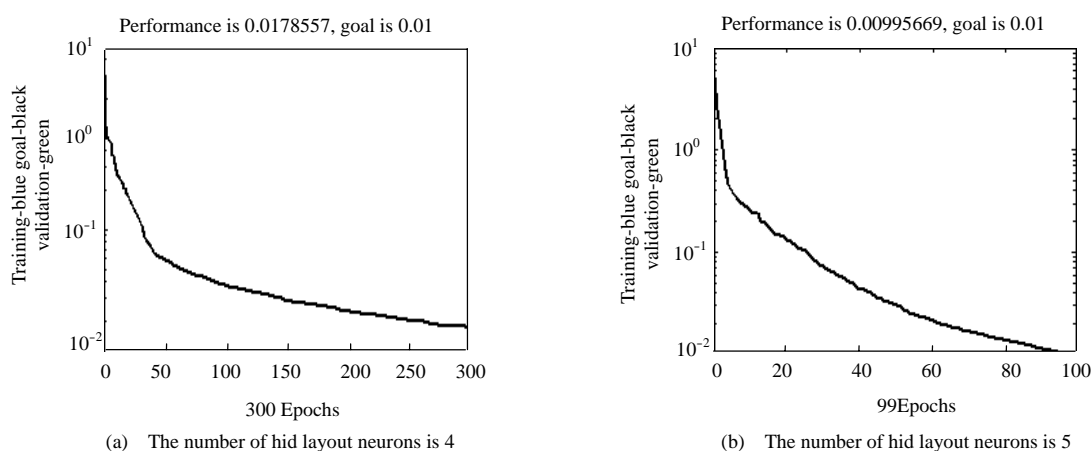 Performance is 0.0178557, goal is 0.01
Training-blue goal-black
validation-green
10^1
10^0
10^-1
10^-2
0 50 100 150 200 250 300
300 Epochs
(a) The number of hid layout neurons is 4
Performance is 0.00995669, goal is 0.01
Training-blue goal-black
validation-green
10^1
10^0
10^-1
10^-2
0 20 40 60 80 100
99Epochs
(b) The number of hid layout neurons is 5